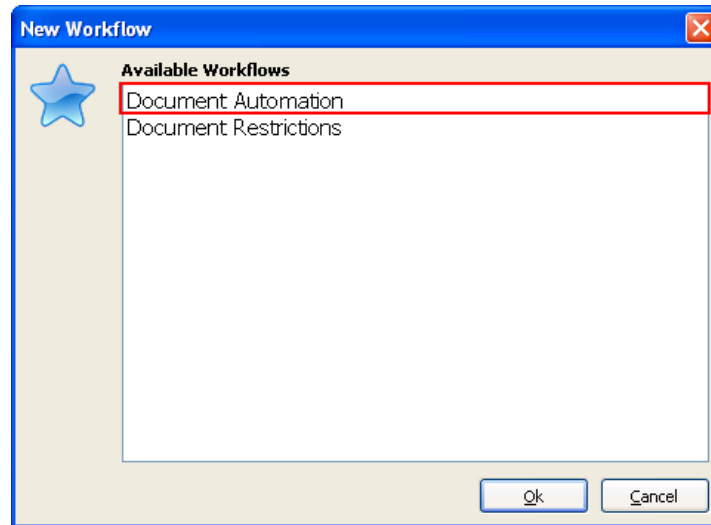 New Workflow
Available Workflows
Document Automation
Document Restrictions
Ok
Cancel